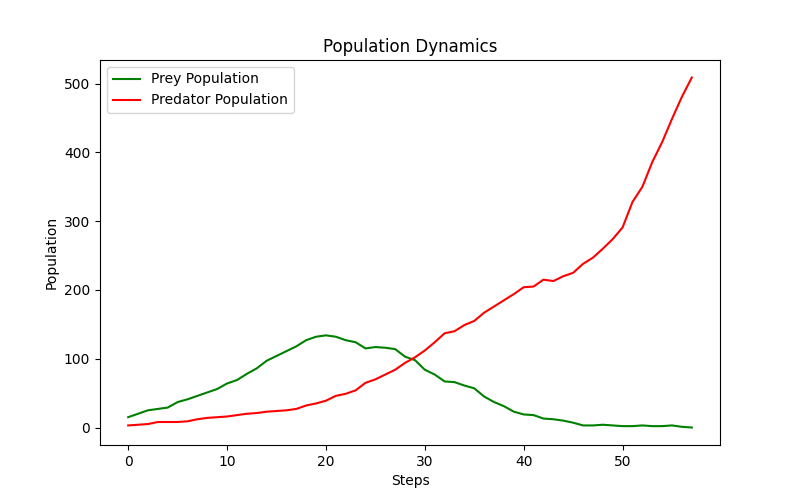 Population Dynamics
Prey Population
Predator Population
500
400
300
200
100
0
Population
0 10 20 30 40 50
Steps